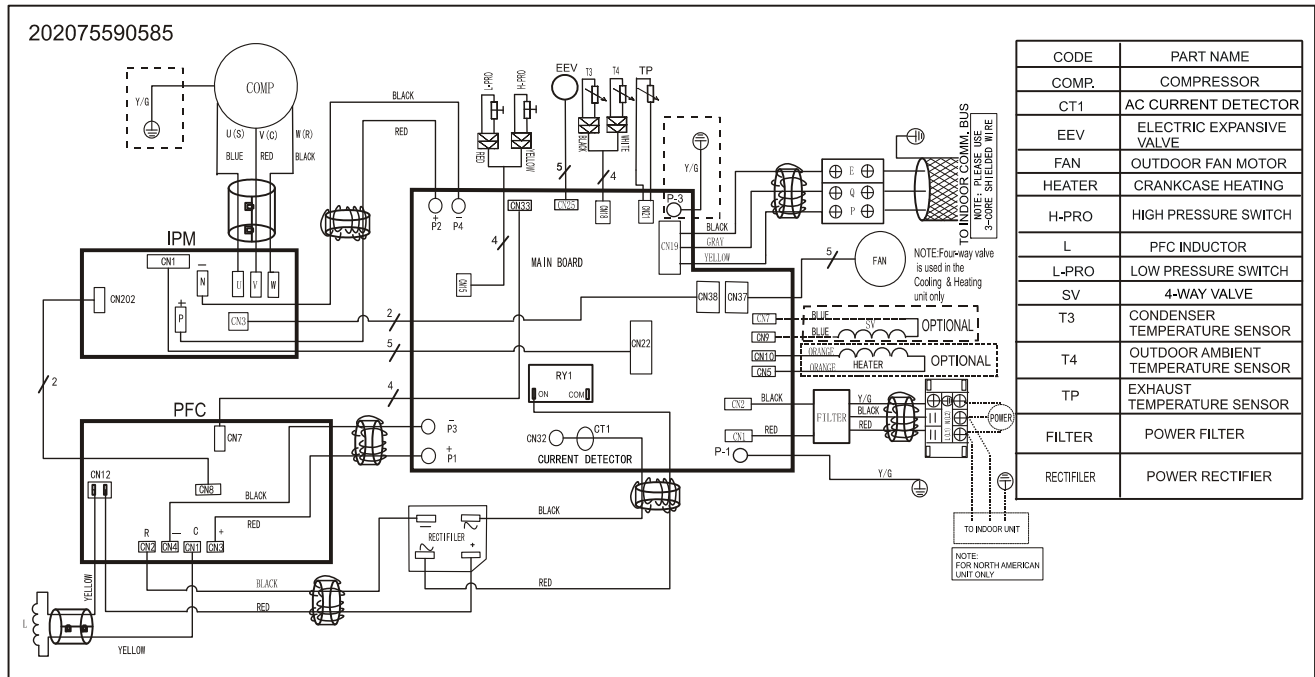 202075590585
COMP
Y/G
U(S)
V(C)
W(R)
BLUE
RED
BLACK
BLACK
RED
L-PRO
H-PRO
RED
YELLOW
EEV
5
T3
T4
TP
BLACK
WHITE
4
Y/G
P-3
E
Q
P
TO INDOOR COMM. BUS
NOTE: PLEASE USE
3-CORE SHIELDED WIRE
IPM
CN1
CN202
N
P
+
U
V
W
CN3
2
5
4
2
+
P2
−
P4
CN33
CN25
CN18
CN21
4
CN15
MAIN BOARD
CN19
BLACK
GRAY
YELLOW
CN38
CN37
5
FAN
NOTE:Four-way valve
is used in the
Cooling & Heating
unit only
CN22
CN7
BLUE
SV
OPTIONAL
CN9
BLUE
CN10
ORANGE
HEATER
OPTIONAL
CN5
ORANGE
RY1
ON
COM
CN2
BLACK
CN1
RED
FILTER
Y/G
BLACK
RED
L(L1)
N(L2)
POWER
P-1
Y/G
TO INDOOR UNIT
NOTE:
FOR NORTH AMERICAN
UNIT ONLY
CN32
CT1
CURRENT DETECTOR
PFC
CN7
CN12
CN8
−
P3
+
P1
BLACK
RED
R
−
C
+
CN2
CN4
CN1
CN3
RECTIFILER
−
+
BLACK
RED
BLACK
RED
YELLOW
L
YELLOW
CODE PART NAME
COMP. COMPRESSOR
CT1 AC CURRENT DETECTOR
EEV ELECTRIC EXPANSIVE
VALVE
FAN OUTDOOR FAN MOTOR
HEATER CRANKCASE HEATING
H-PRO HIGH PRESSURE SWITCH
L PFC INDUCTOR
L-PRO LOW PRESSURE SWITCH
SV 4-WAY VALVE
T3 CONDENSER
TEMPERATURE SENSOR
T4 OUTDOOR AMBIENT
TEMPERATURE SENSOR
TP EXHAUST
TEMPERATURE SENSOR
FILTER POWER FILTER
RECTIFILER POWER RECTIFIER